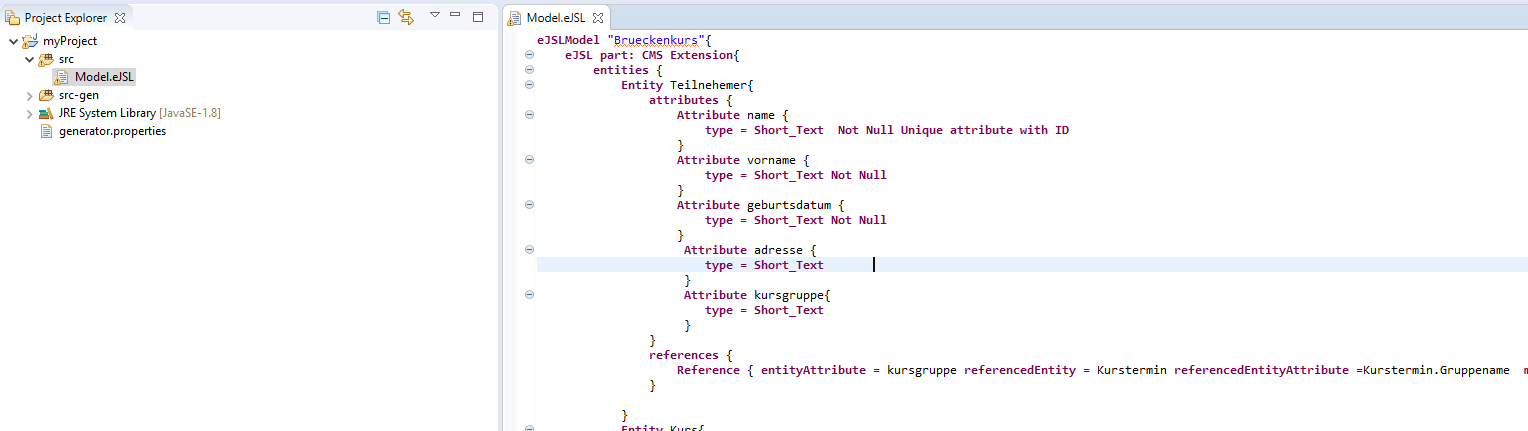 Project Explorer
myProject
src
Model.eJSL
src-gen
JRE System Library [JavaSE-1.8]
generator.properties
Model.eJSL
eJSLModel "Brueckenkurs"{
eJSL part: CMS Extension{
entities {
Entity Teilnehemer{
attributes {
Attribute name {
type = Short_Text  Not Null Unique attribute with ID
}
Attribute vorname {
type = Short_Text Not Null
}
Attribute geburtsdatum {
type = Short_Text Not Null
}
Attribute adresse {
type = Short_Text
}
Attribute kursgruppe{
type = Short_Text
}
}
references {
Reference { entityAttribute = kursgruppe referencedEntity = Kurstermin referencedEntityAttribute =Kurstermin.Gruppename
}
}
Entity Kurs{